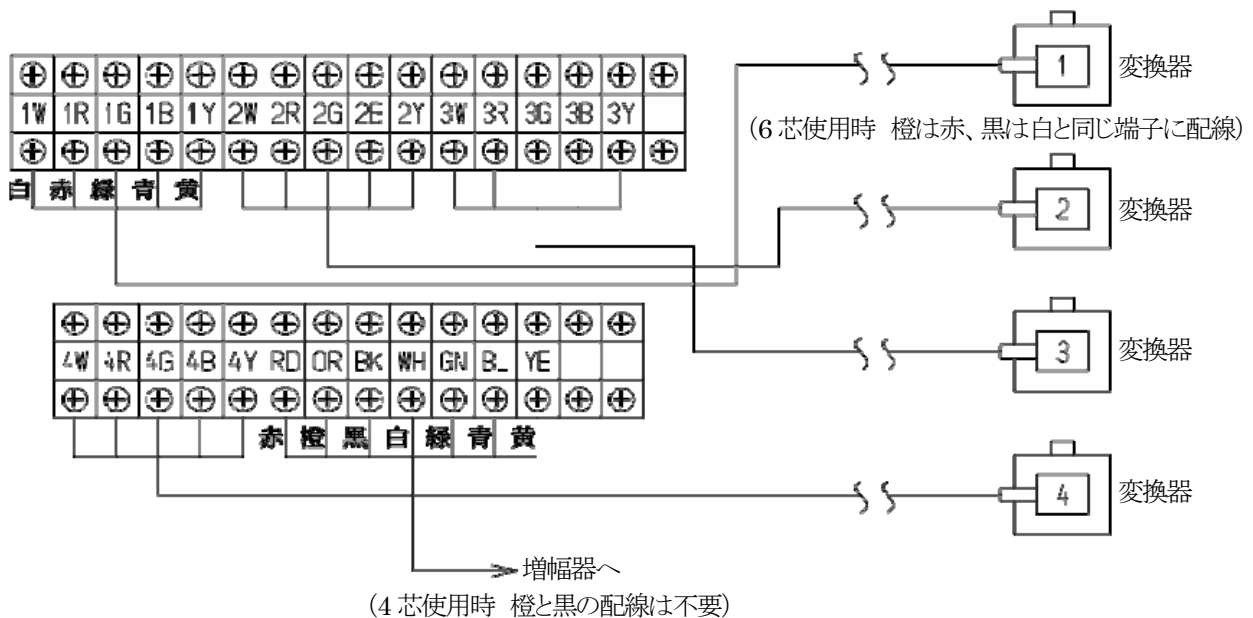 1 変換器
1W 1R 1G 1B 1Y 2W 2R 2G 2E 2Y 3W 3R 3G 3B 3Y
(6芯使用時 橙は赤、黒は白と同じ端子に配線)
白 赤 緑 青 黄
2 変換器
3 変換器
4W 4R 4G 4B 4Y RD OR BK WH GN B_ YE
赤 橙 黒 白 緑 青 黄
4 変換器
増幅器へ
(4芯使用時 橙と黒の配線は不要)